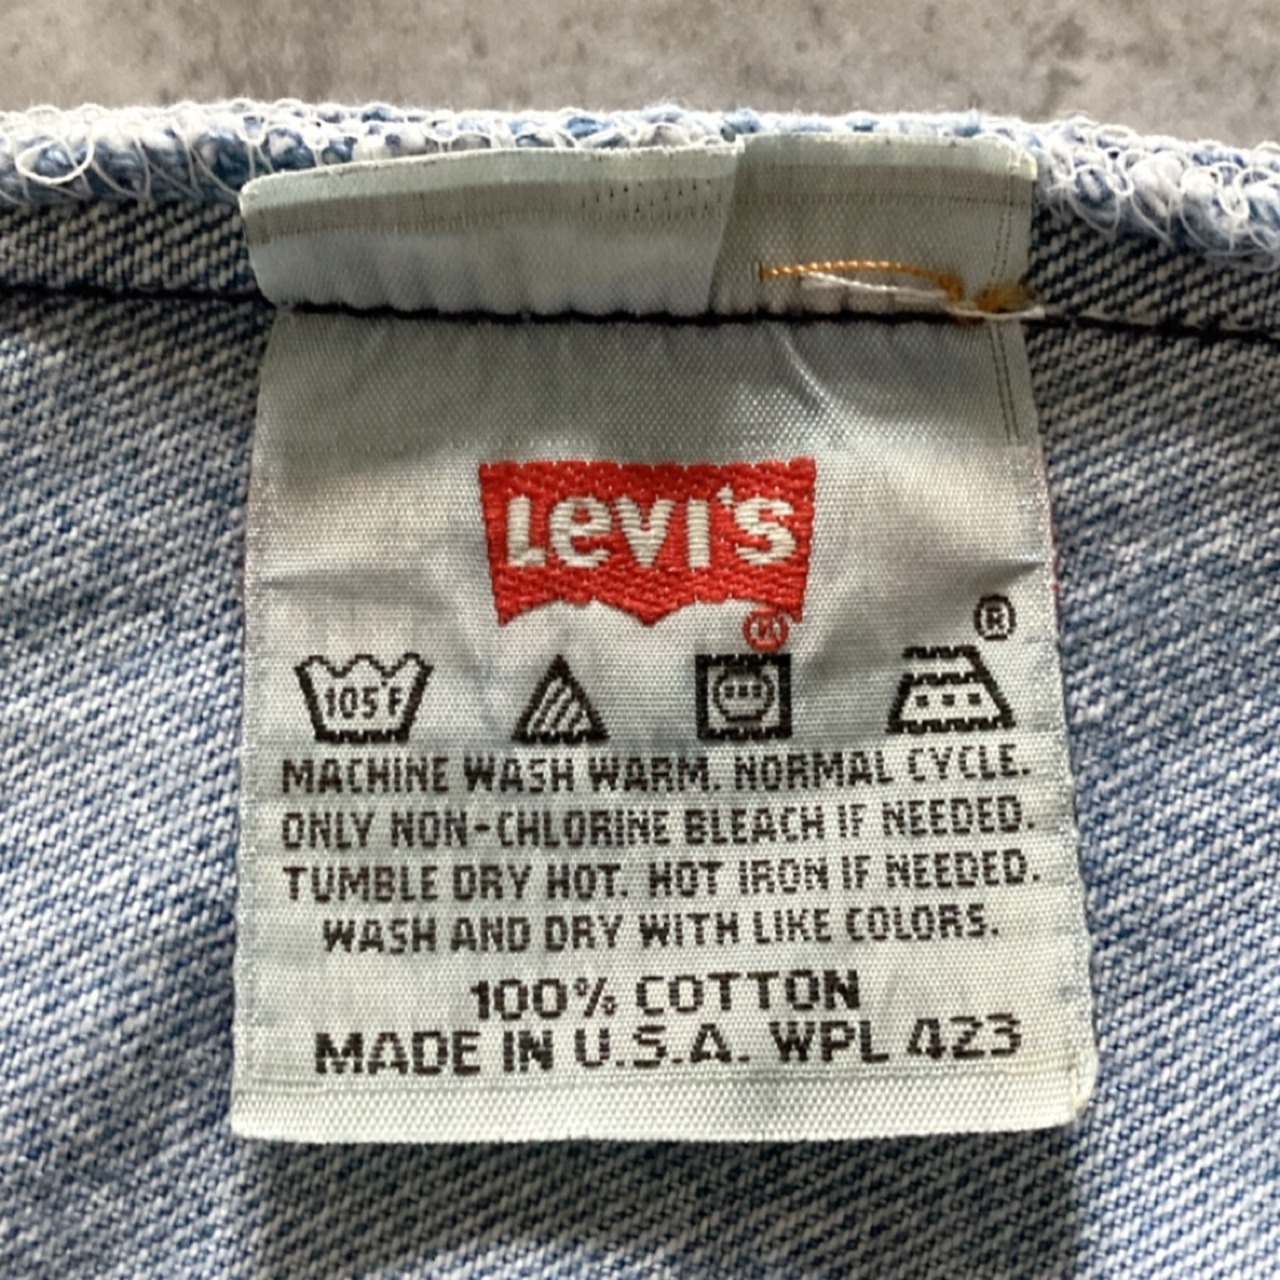 Levi's
®
®
105°F
MACHINE WASH WARM. NORMAL CYCLE.
ONLY NON-CHLORINE BLEACH IF NEEDED.
TUMBLE DRY HOT. HOT IRON IF NEEDED.
WASH AND DRY WITH LIKE COLORS.
100% COTTON
MADE IN U.S.A. WPL 423